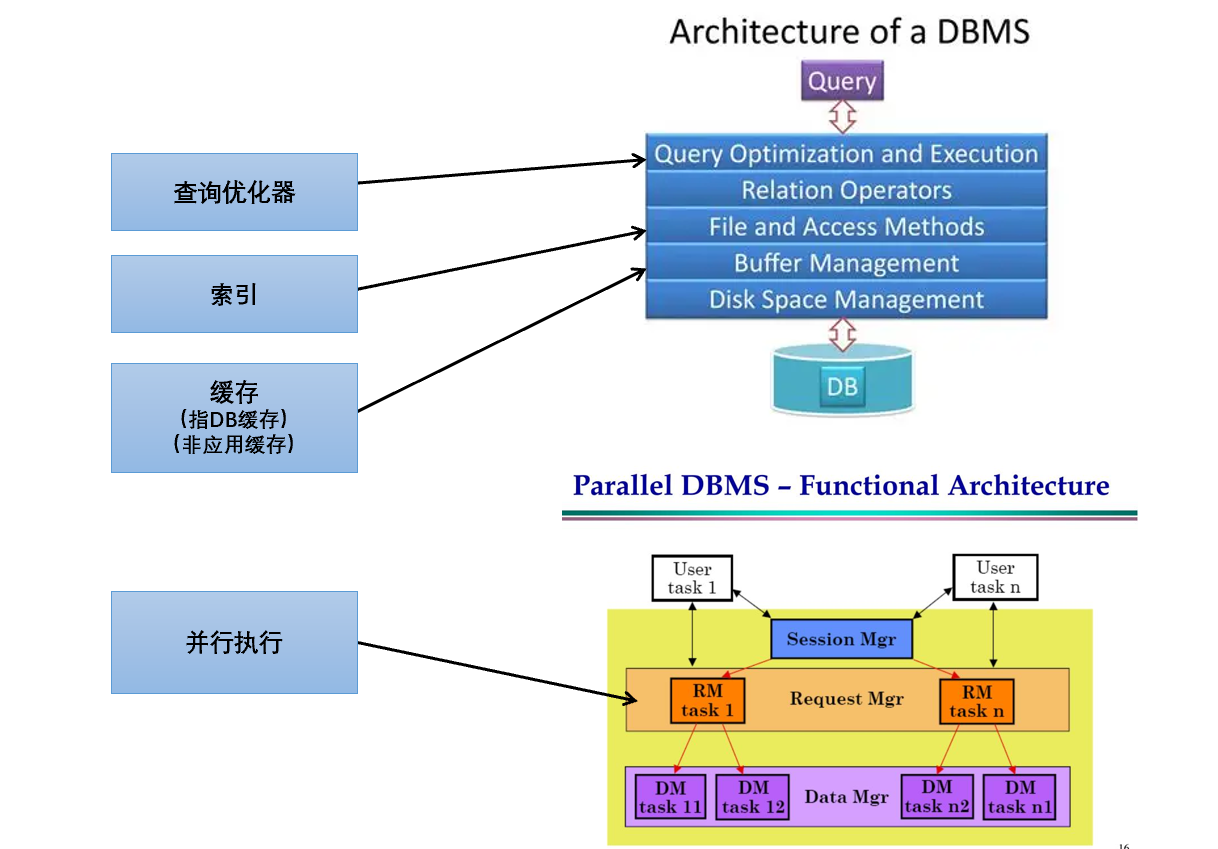 Architecture of a DBMS
Query
Query Optimization and Execution
Relation Operators
File and Access Methods
Buffer Management
Disk Space Management
DB
查询优化器
索引
缓存
(指DB缓存)
(非应用缓存)
并行执行
Parallel DBMS – Functional Architecture
User
task 1
User
task n
Session Mgr
RM
task 1
Request Mgr
RM
task n
DM
task 11
DM
task 12
Data Mgr
DM
task n2
DM
task n1
16